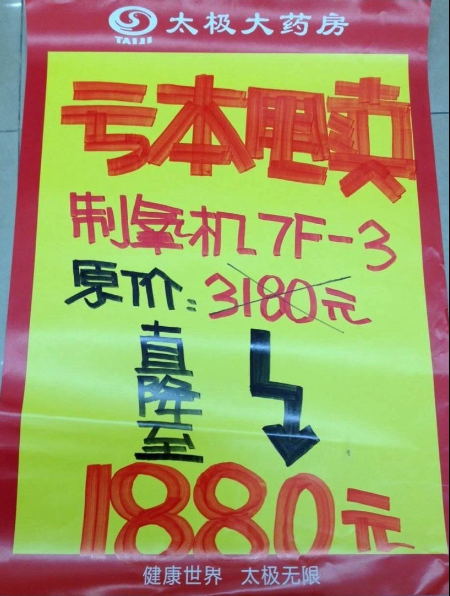 太极大药房
TAIJI
亏本甩卖
制氧机7F-3
原价:3180元
直降至
1880元
健康世界 太极无限